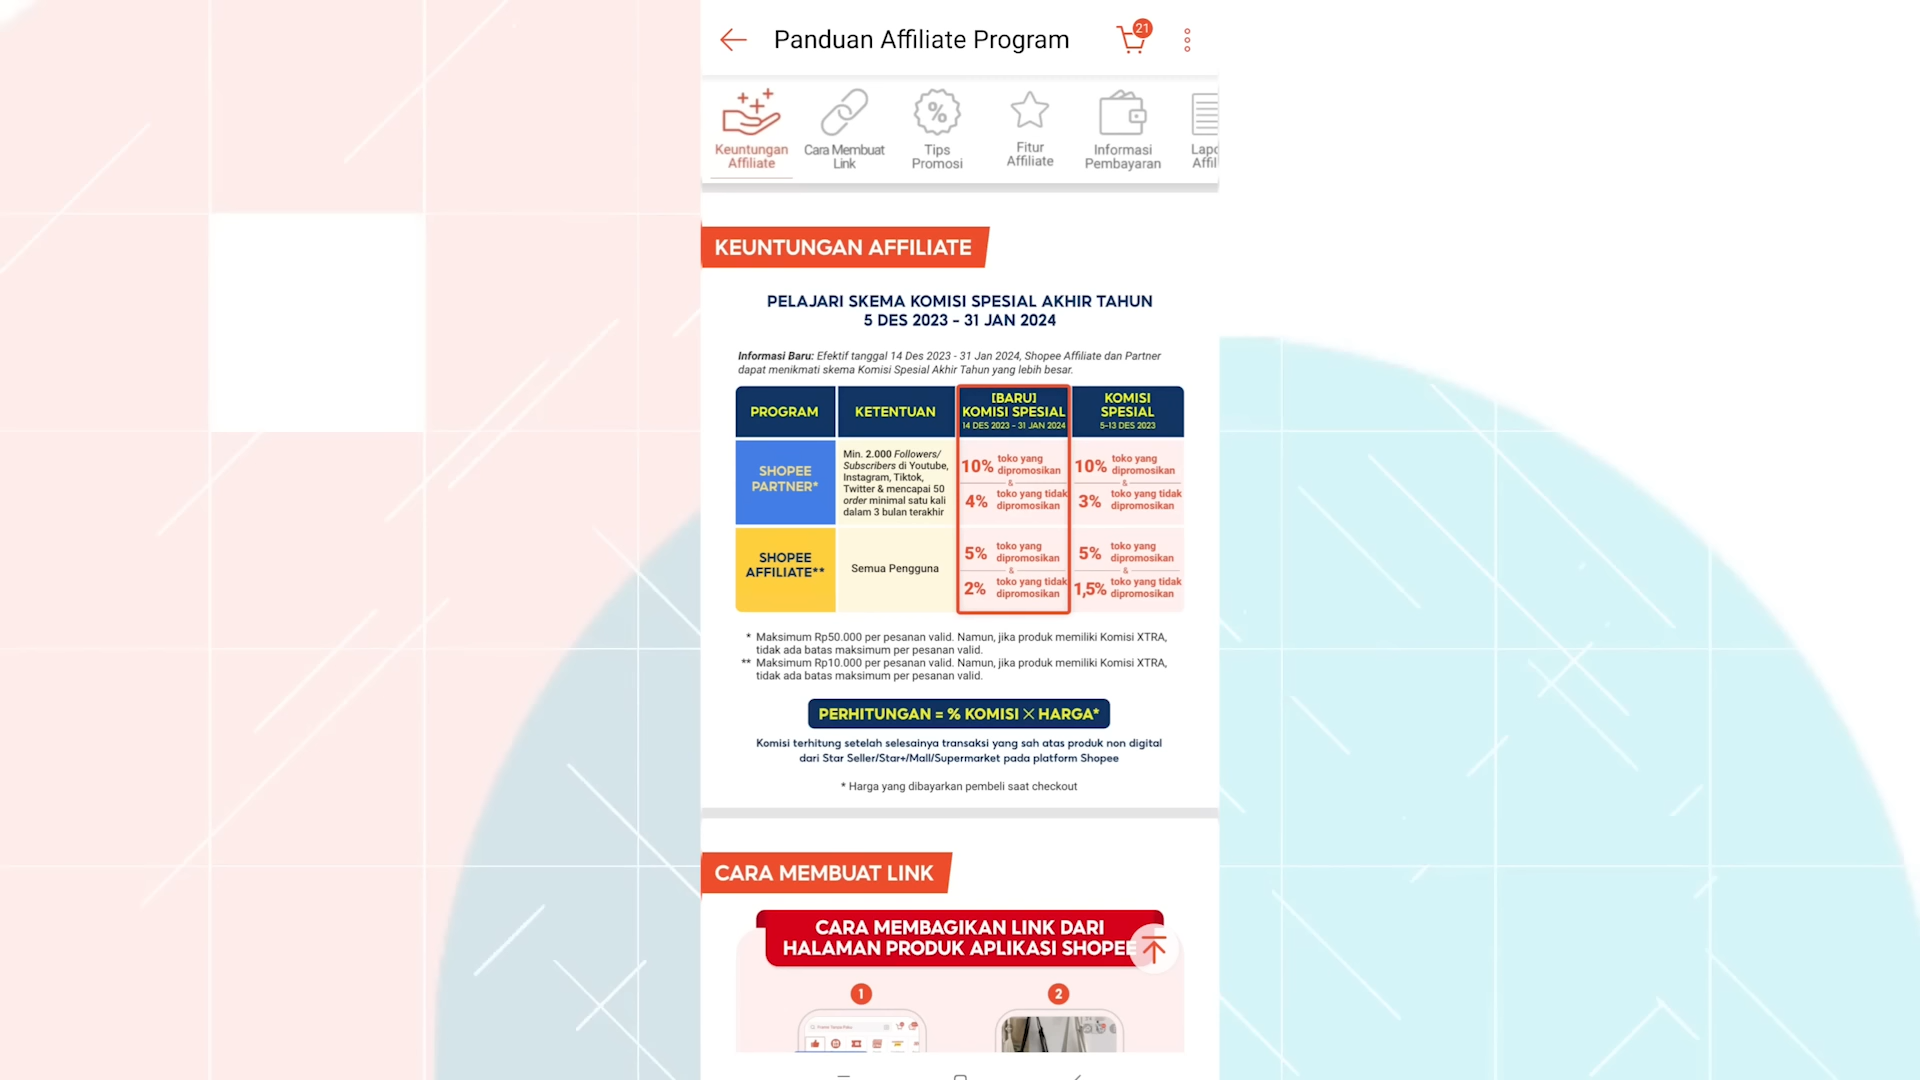 Panduan Affiliate Program
21
Keuntungan
Affiliate
Cara Membuat
Link
%
Tips
Promosi
Fitur
Affiliate
Informasi
Pembayaran
Lapo
Affil
KEUNTUNGAN AFFILIATE
PELAJARI SKEMA KOMISI SPESIAL AKHIR TAHUN
5 DES 2023 - 31 JAN 2024
Informasi Baru: Efektif tanggal 14 Des 2023 - 31 Jan 2024, Shopee Affiliate dan Partner
dapat menikmati skema Komisi Spesial Akhir Tahun yang lebih besar.
PROGRAM
KETENTUAN
[BARU]
KOMISI SPESIAL
14 DES 2023 - 31 JAN 2024
KOMISI
SPESIAL
5-13 DES 2023
SHOPEE
PARTNER*
Min. 2.000 Followers/
Subscribers di Youtube,
Instagram, Tiktok,
Twitter & mencapai 50
order minimal satu kali
dalam 3 bulan terakhir
10% toko yang
dipromosikan
&
4% toko yang tidak
dipromosikan
10% toko yang
dipromosikan
&
3% toko yang tidak
dipromosikan
SHOPEE
AFFILIATE**
Semua Pengguna
5% toko yang
dipromosikan
&
2% toko yang tidak
dipromosikan
5% toko yang
dipromosikan
&
1,5% toko yang tidak
dipromosikan
* Maksimum Rp50.000 per pesanan valid. Namun, jika produk memiliki Komisi XTRA,
tidak ada batas maksimum per pesanan valid.
** Maksimum Rp10.000 per pesanan valid. Namun, jika produk memiliki Komisi XTRA,
tidak ada batas maksimum per pesanan valid.
PERHITUNGAN = % KOMISI × HARGA*
Komisi terhitung setelah selesainya transaksi yang sah atas produk non digital
dari Star Seller/Star+/Mall/Supermarket pada platform Shopee
* Harga yang dibayarkan pembeli saat checkout
CARA MEMBUAT LINK
CARA MEMBAGIKAN LINK DARI
HALAMAN PRODUK APLIKASI SHOPEE
1
2